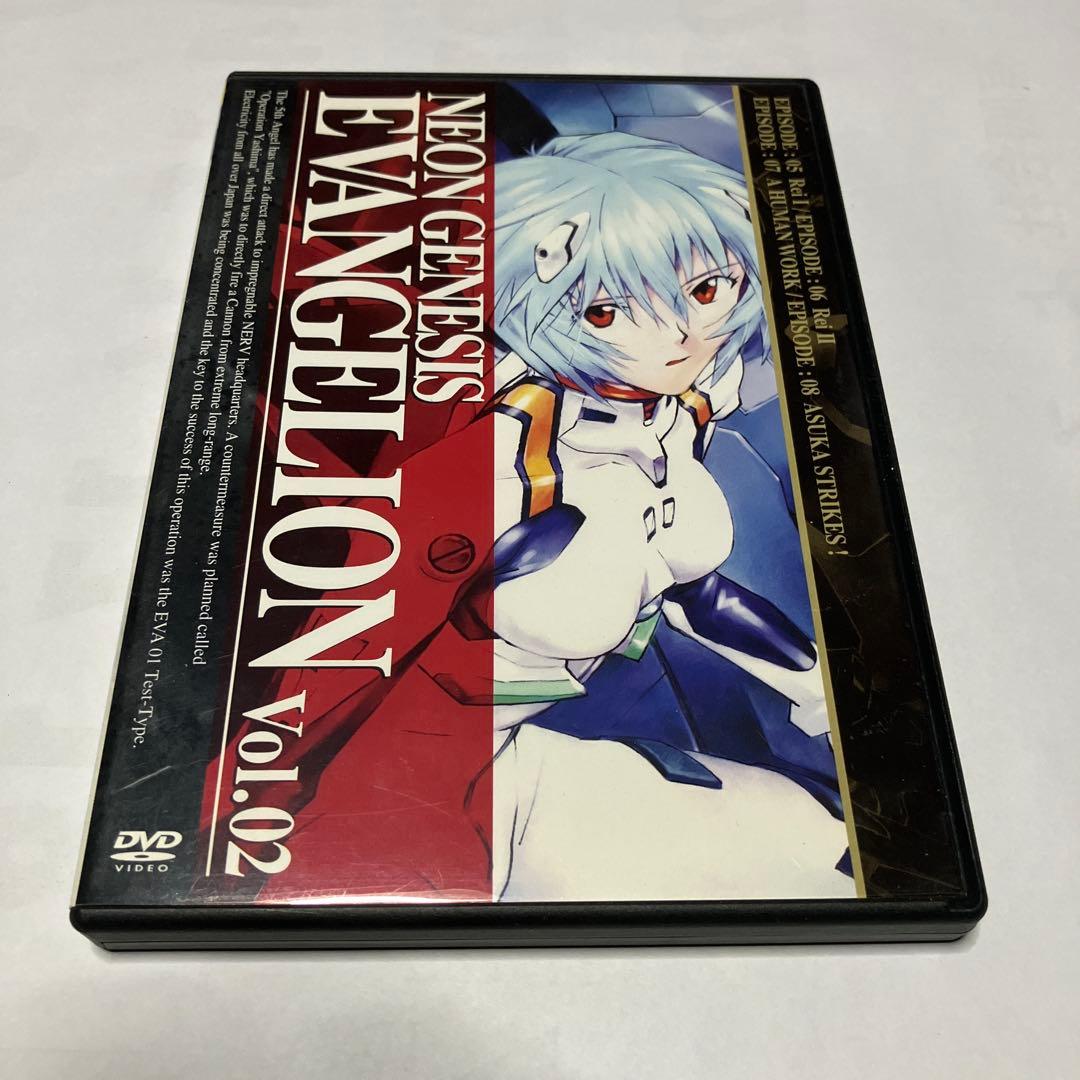 EPISODE : 05 Rei I / EPISODE : 06 Rei II
EPISODE : 07 A HUMAN WORK / EPISODE : 08 ASUKA STRIKES !
NEON GENESIS
EVANGELION Vol.02
The 5th Angel has made a direct attack to impregnable NERV headquarters. A countermeasure was planned called
"Operation Yashima", which was to directly fire a Cannon from extreme long-range.
Electricity from all over Japan was being concentrated and the key to the success of this operation was the EVA 01 Test-Type.
DVD
VIDEO